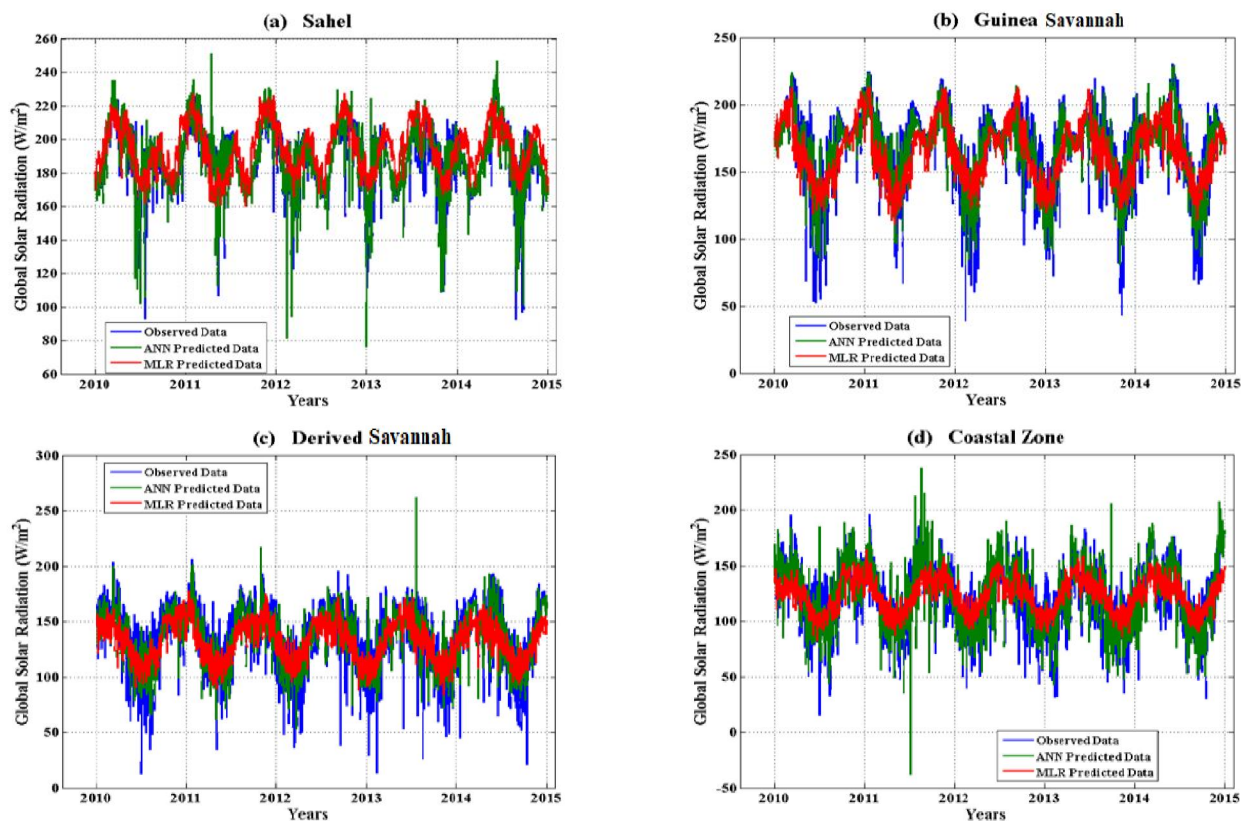 (a) Sahel
Global Solar Radiation (W/m²)
260
240
220
200
180
160
140
120
100
80
60
Observed Data
ANN Predicted Data
MLR Predicted Data
2010 2011 2012 2013 2014 2015
Years
(b) Guinea Savannah
Global Solar Radiation (W/m²)
250
200
150
100
50
0
Observed Data
ANN Predicted Data
MLR Predicted Data
2010 2011 2012 2013 2014 2015
Years
(c) Derived Savannah
Global Solar Radiation (W/m²)
300
250
200
150
100
50
0
Observed Data
ANN Predicted Data
MLR Predicted Data
2010 2011 2012 2013 2014 2015
Years
(d) Coastal Zone
Global Solar Radiation (W/m²)
250
200
150
100
50
0
-50
Observed Data
ANN Predicted Data
MLR Predicted Data
2010 2011 2012 2013 2014 2015
Years